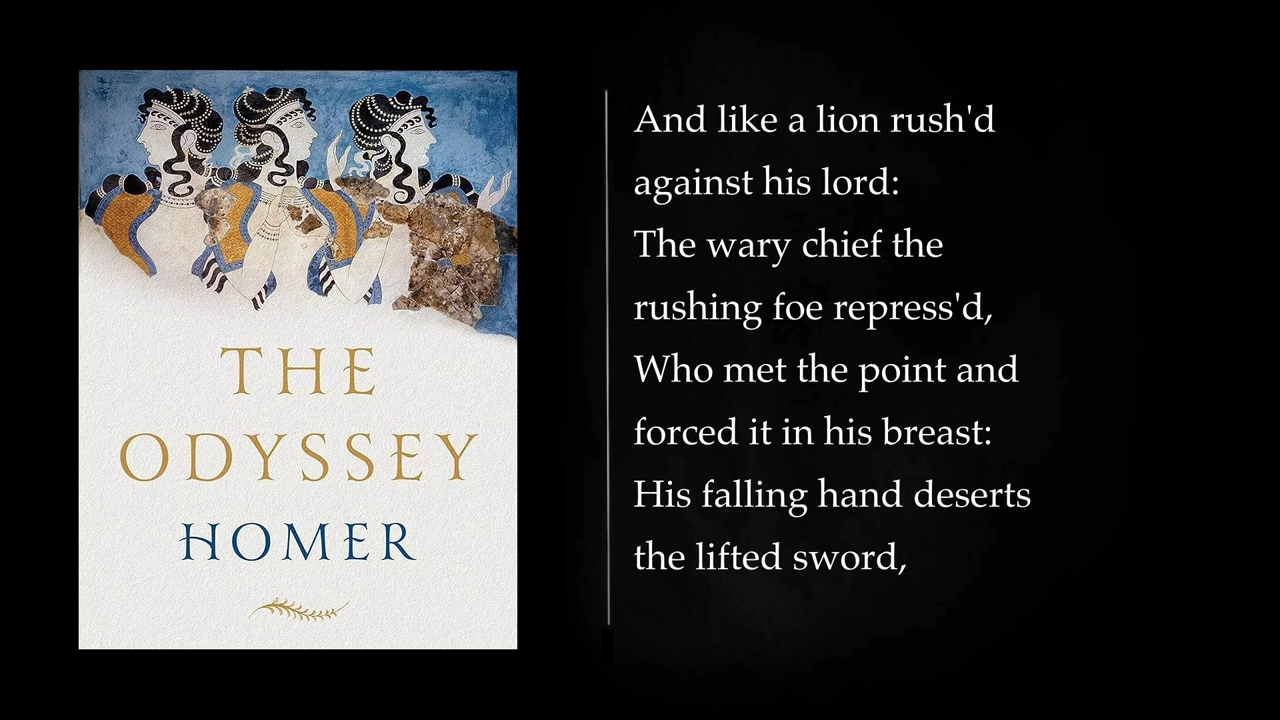 THE
ODYSSEY
HOMER
And like a lion rush'd
against his lord:
The wary chief the
rushing foe repress'd,
Who met the point and
forced it in his breast:
His falling hand deserts
the lifted sword,